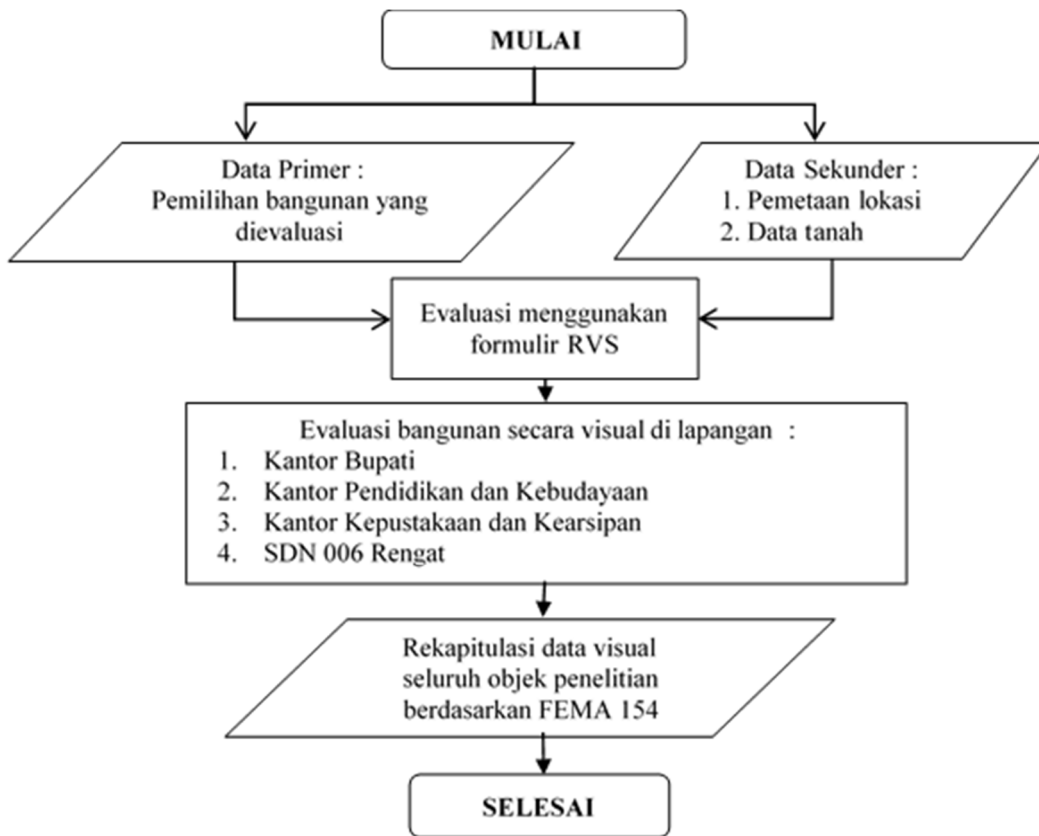 MULAI
Data Primer :
Pemilihan bangunan yang
dievaluasi
Data Sekunder :
1. Pemetaan lokasi
2. Data tanah
Evaluasi menggunakan
formulir RVS
Evaluasi bangunan secara visual di lapangan :
1. Kantor Bupati
2. Kantor Pendidikan dan Kebudayaan
3. Kantor Kepustakaan dan Kearsipan
4. SDN 006 Rengat
Rekapitulasi data visual
seluruh objek penelitian
berdasarkan FEMA 154
SELESAI